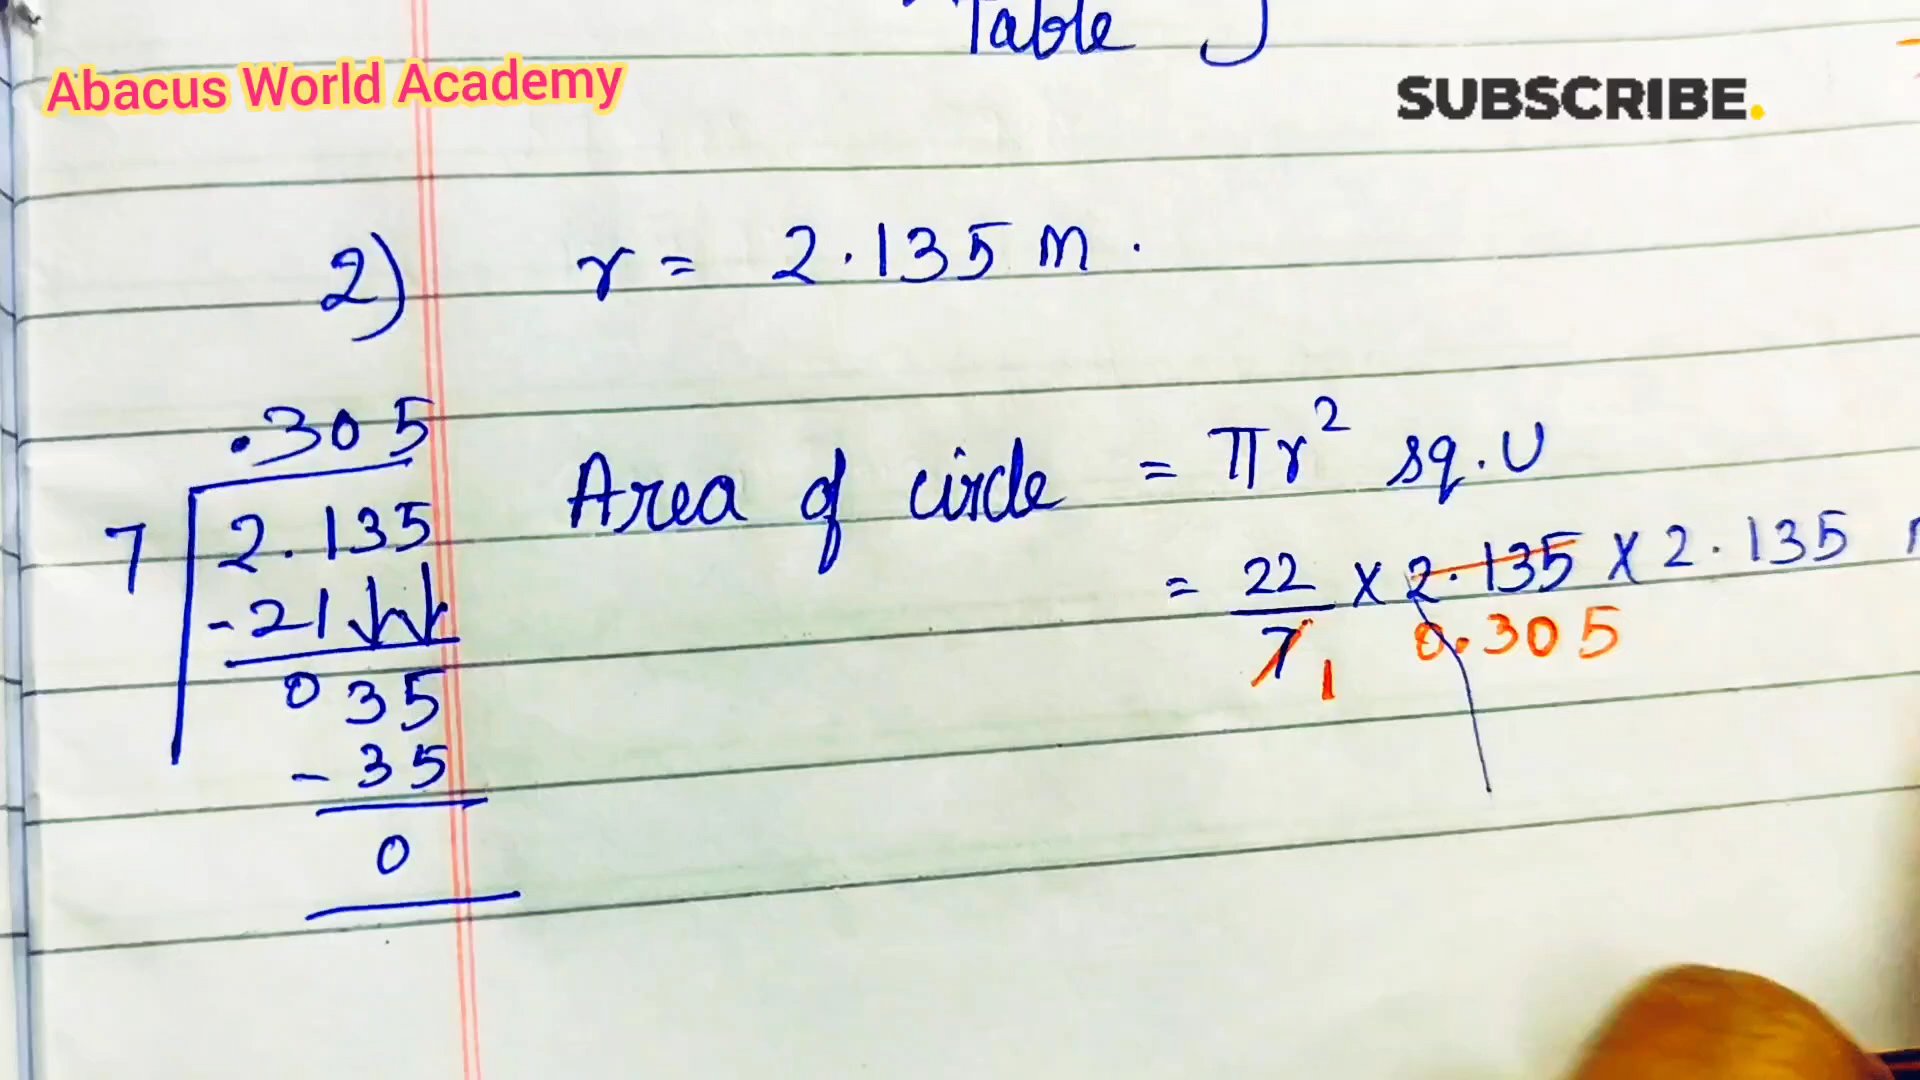 Table
Abacus World Academy
SUBSCRIBE.
2) r = 2.135 m.
.305
7 2.135
-21
035
-35
0
Area of circle = πr² sq.u
= 22/7 × 2.135 × 2.135
1 0.305